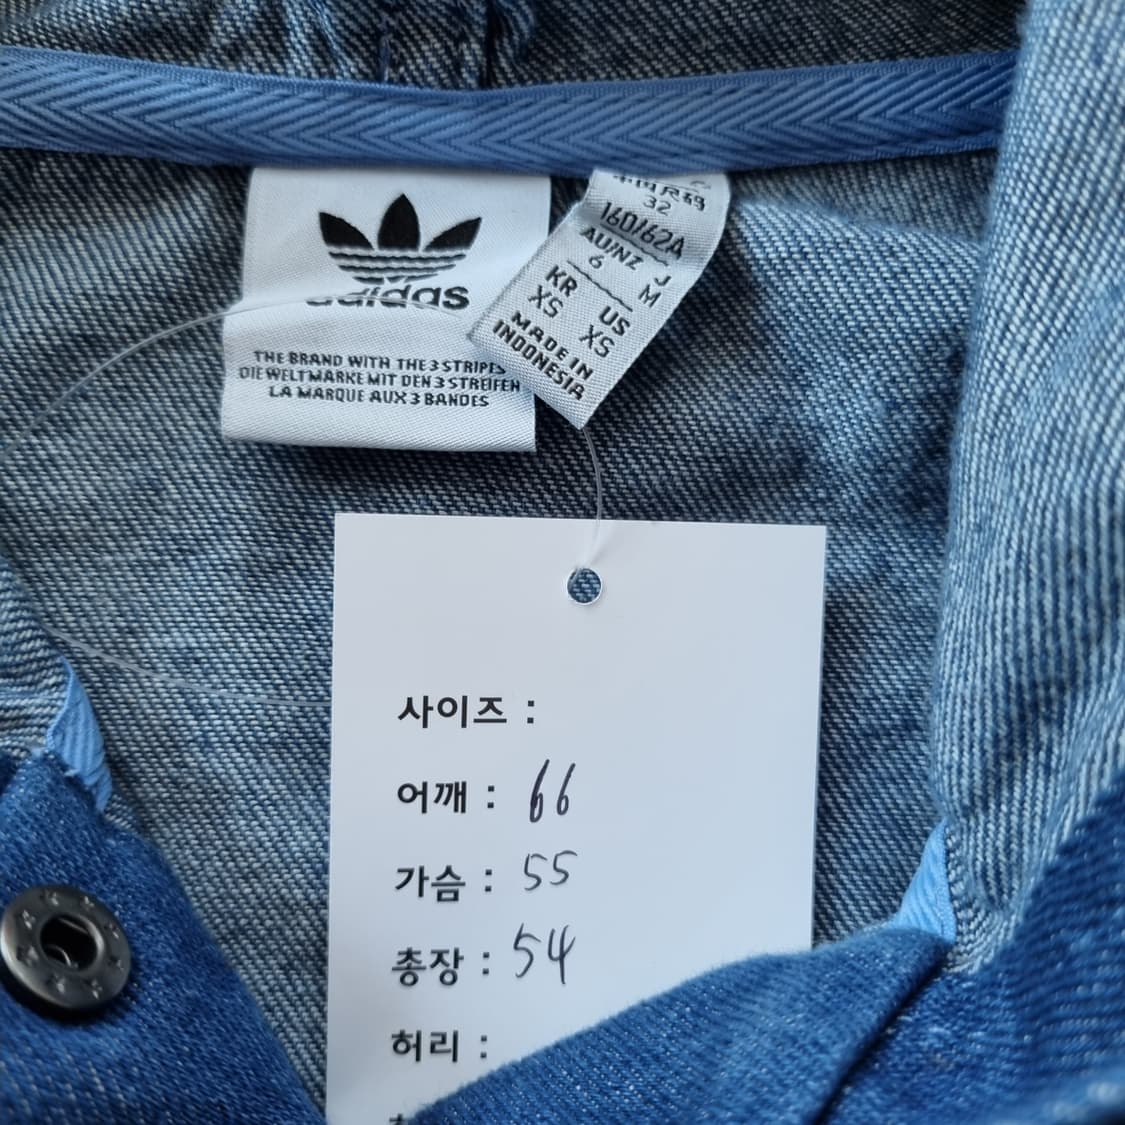 adidas
THE BRAND WITH THE 3 STRIPES
DIE WELTMARKE MIT DEN 3 STREIFEN
LA MARQUE AUX 3 BANDES
32
160/62A
AU/NZ J
6 M
KR US
XS XS
MADE IN
INDONESIA
사이즈 :
어깨 : 66
가슴 : 55
총장 : 54
허리 :